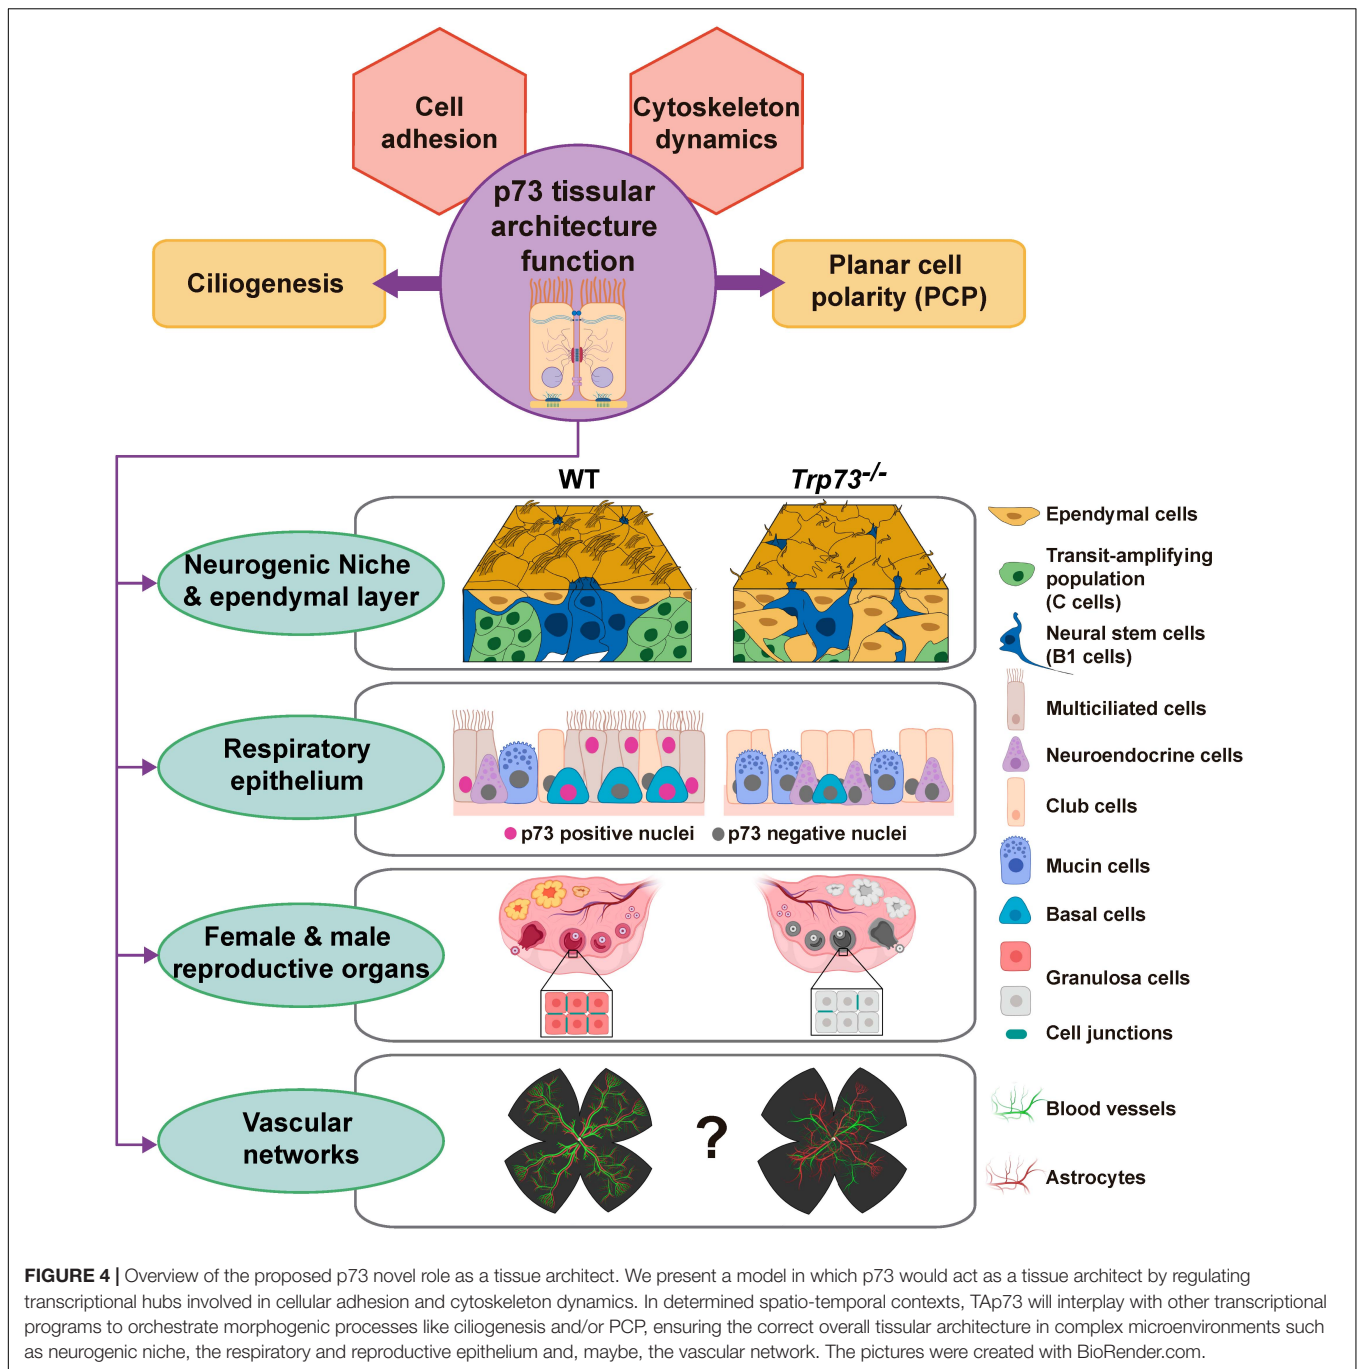 Cell
adhesion
Cytoskeleton
dynamics
p73 tissular
architecture
function
Ciliogenesis
Planar cell
polarity (PCP)
WT
Trp73-/-
Neurogenic Niche
& ependymal layer
Ependymal cells
Transit-amplifying
population
(C cells)
Neural stem cells
(B1 cells)
Respiratory
epithelium
p73 positive nuclei
p73 negative nuclei
Multiciliated cells
Neuroendocrine cells
Club cells
Mucin cells
Basal cells
Female & male
reproductive organs
Granulosa cells
Cell junctions
Vascular
networks
?
Blood vessels
Astrocytes
FIGURE 4 | Overview of the proposed p73 novel role as a tissue architect. We present a model in which p73 would act as a tissue architect by regulating
transcriptional hubs involved in cellular adhesion and cytoskeleton dynamics. In determined spatio-temporal contexts, TAp73 will interplay with other transcriptional
programs to orchestrate morphogenic processes like ciliogenesis and/or PCP, ensuring the correct overall tissular architecture in complex microenvironments such
as neurogenic niche, the respiratory and reproductive epithelium and, maybe, the vascular network. The pictures were created with BioRender.com.